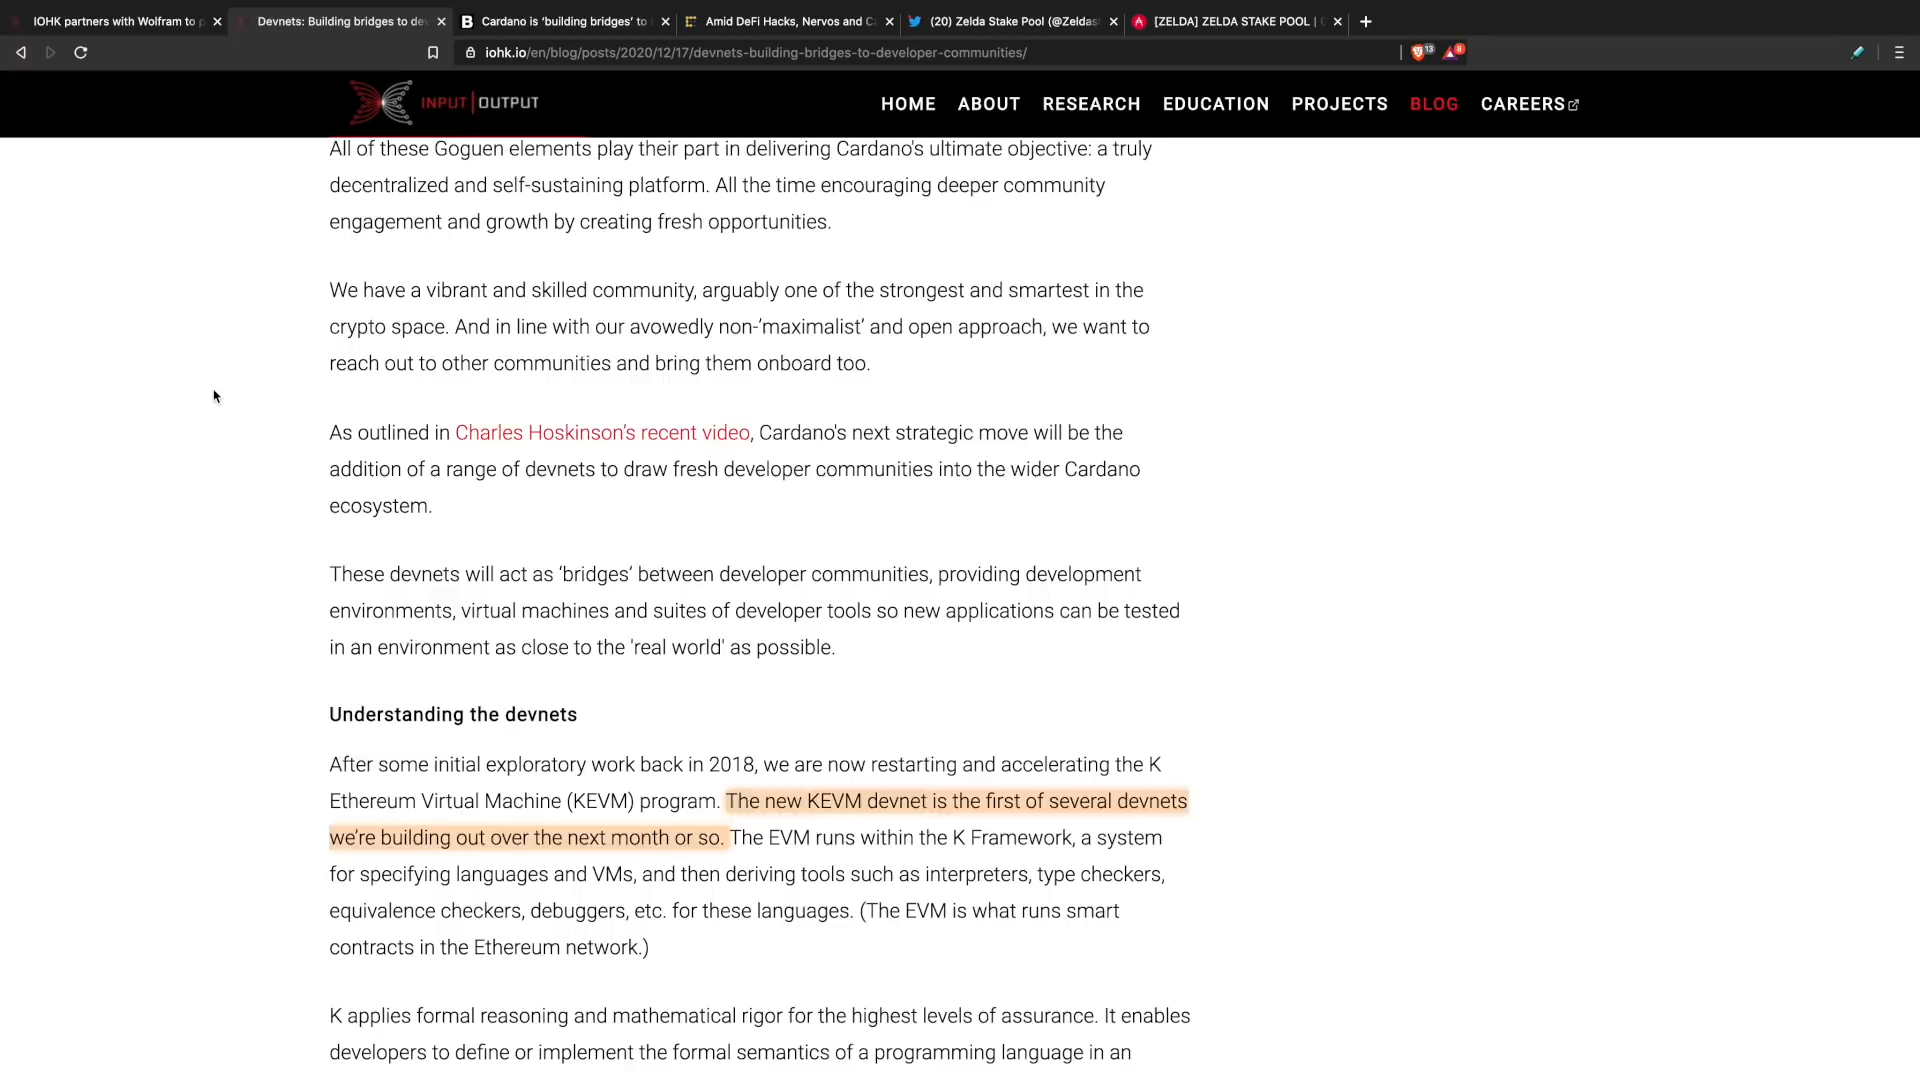 IOHK partners with Wolfram to p
Devnets: Building bridges to dev
B Cardano is ‘building bridges’ to
Amid DeFi Hacks, Nervos and C
(20) Zelda Stake Pool (@Zeldast
[ZELDA] ZELDA STAKE POOL |
iohk.io/en/blog/posts/2020/12/17/devnets-building-bridges-to-developer-communities/
13
8
INPUT|OUTPUT
HOME ABOUT RESEARCH EDUCATION PROJECTS BLOG CAREERS
All of these Goguen elements play their part in delivering Cardano's ultimate objective: a truly
decentralized and self-sustaining platform. All the time encouraging deeper community
engagement and growth by creating fresh opportunities.
We have a vibrant and skilled community, arguably one of the strongest and smartest in the
crypto space. And in line with our avowedly non-’maximalist’ and open approach, we want to
reach out to other communities and bring them onboard too.
As outlined in Charles Hoskinson’s recent video, Cardano's next strategic move will be the
addition of a range of devnets to draw fresh developer communities into the wider Cardano
ecosystem.
These devnets will act as ‘bridges’ between developer communities, providing development
environments, virtual machines and suites of developer tools so new applications can be tested
in an environment as close to the 'real world' as possible.
Understanding the devnets
After some initial exploratory work back in 2018, we are now restarting and accelerating the K
Ethereum Virtual Machine (KEVM) program. The new KEVM devnet is the first of several devnets
we’re building out over the next month or so. The EVM runs within the K Framework, a system
for specifying languages and VMs, and then deriving tools such as interpreters, type checkers,
equivalence checkers, debuggers, etc. for these languages. (The EVM is what runs smart
contracts in the Ethereum network.)
K applies formal reasoning and mathematical rigor for the highest levels of assurance. It enables
developers to define or implement the formal semantics of a programming language in an